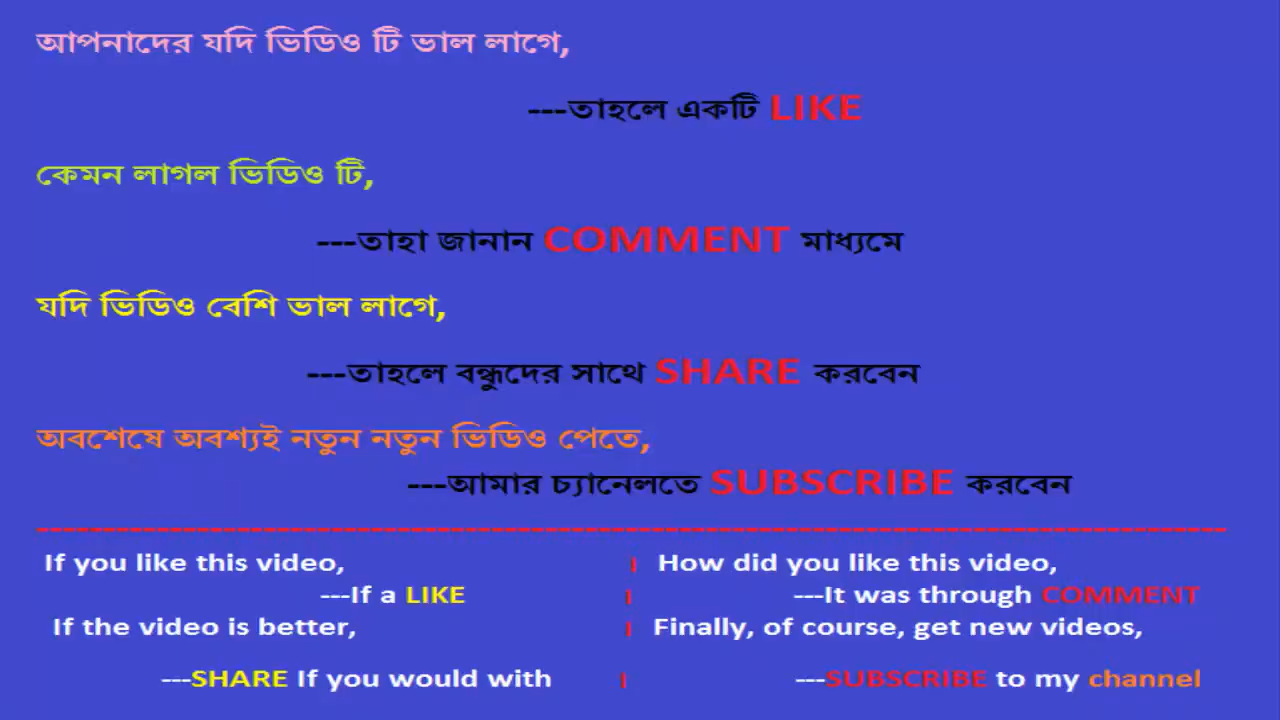 আপনাদের যদি ভিডিও টি ভাল লাগে,
---তাহলে একটি LIKE
কেমন লাগল ভিডিও টি,
---তাহা জানান COMMENT মাধ্যমে
যদি ভিডিও বেশি ভাল লাগে,
---তাহলে বন্ধুদের সাথে SHARE করবেন
অবশেষে অবশ্যই নতুন নতুন ভিডিও পেতে,
---আমার চ্যানেলতে SUBSCRIBE করবেন
If you like this video,
---If a LIKE
If the video is better,
---SHARE If you would with
How did you like this video,
---It was through COMMENT
Finally, of course, get new videos,
---SUBSCRIBE to my channel